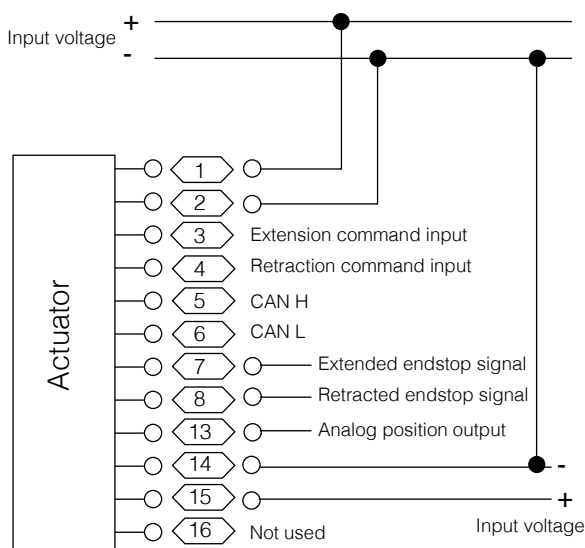 Input voltage
+
-
1
2
3 Extension command input
4 Retraction command input
5 CAN H
6 CAN L
7 Extended endstop signal
8 Retracted endstop signal
13 Analog position output
14 -
15 +
16 Not used
Input voltage
Actuator